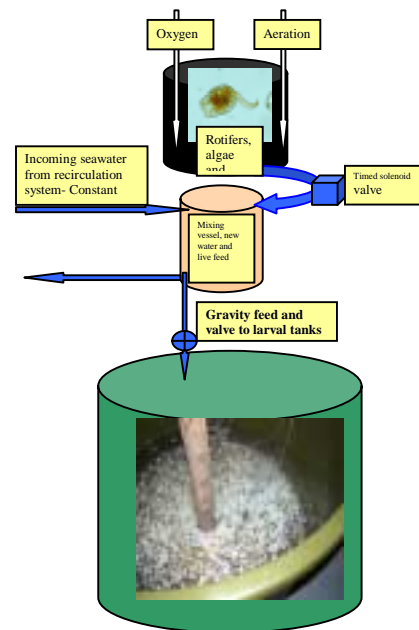 Oxygen
Aeration
Rotifers,
algae
and
Incoming seawater
from recirculation
system- Constant
Timed solenoid
valve
Mixing
vessel, new
water and
live feed
Gravity feed and
valve to larval tanks